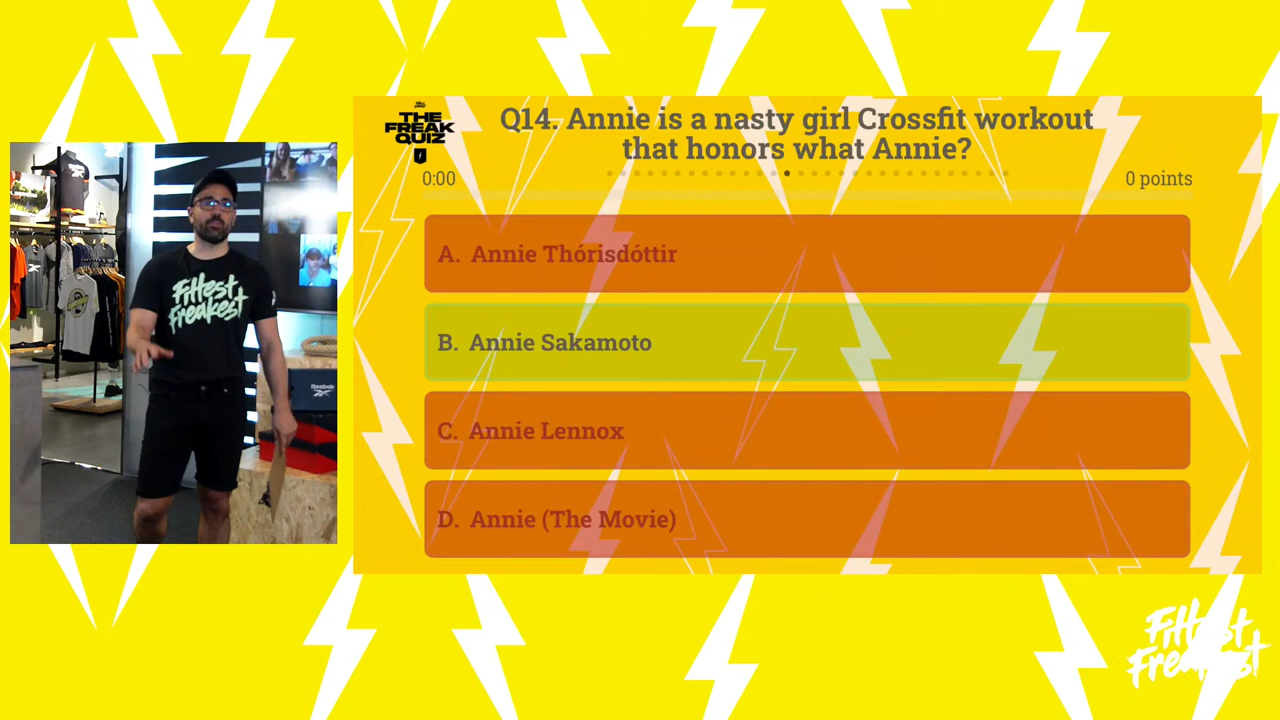 THE
FREAK
QUIZ
Q14. Annie is a nasty girl Crossfit workout
that honors what Annie?
0:00
0 points
A. Annie Thórisdóttir
B. Annie Sakamoto
C. Annie Lennox
D. Annie (The Movie)
Fittest
Freakest
Reebok
Fittest
Freakest